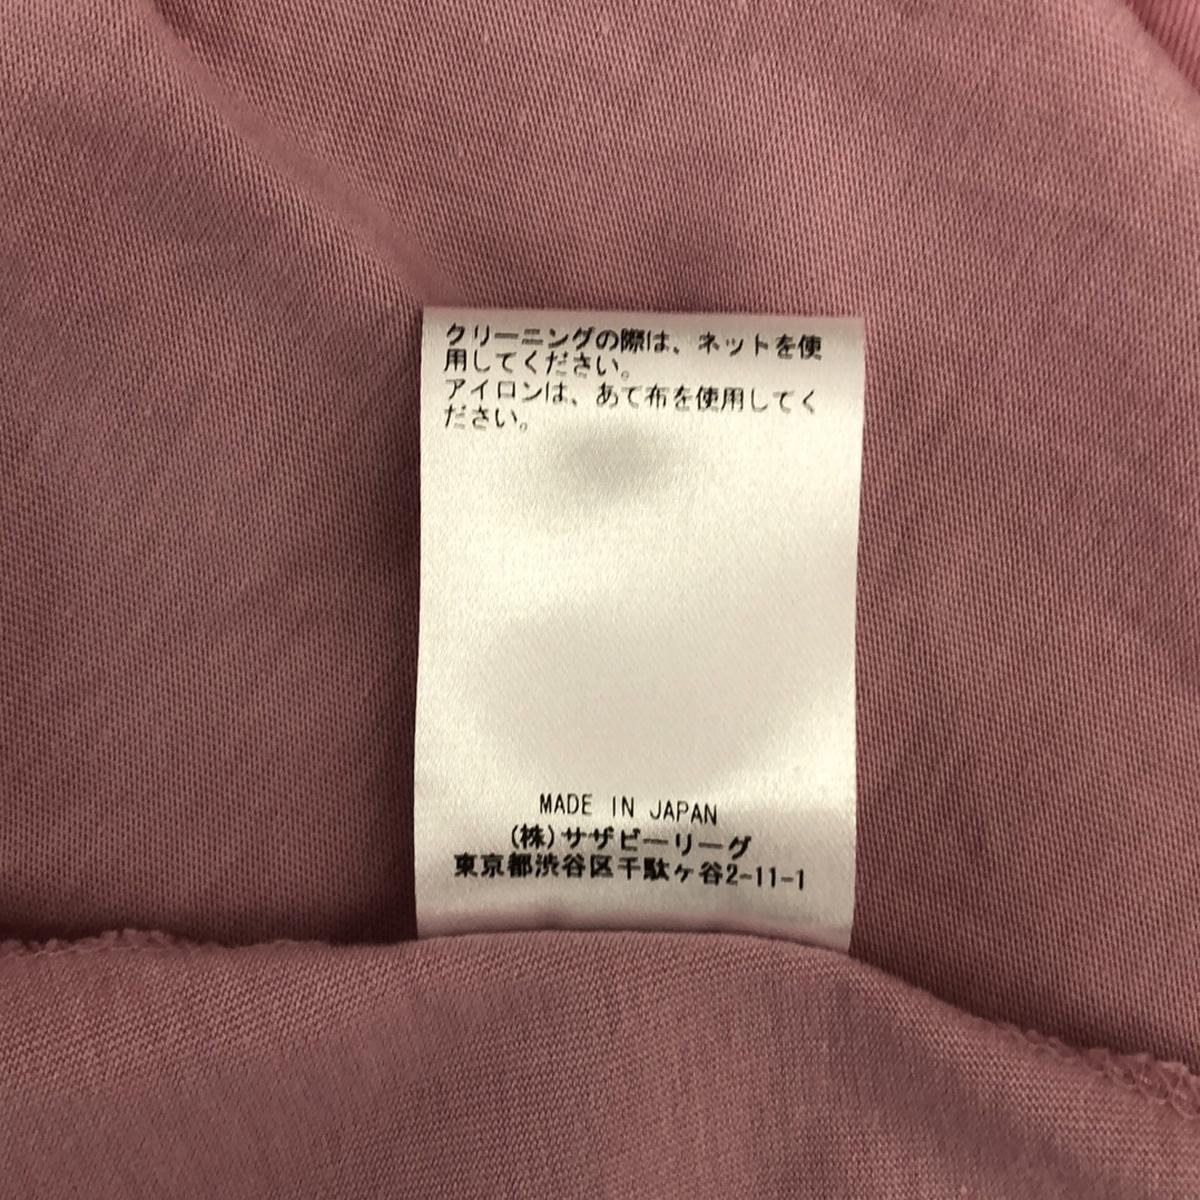 クリーニングの際は、ネットを使
用してください。
アイロンは、あて布を使用してく
ださい。
MADE IN JAPAN
(株)サザビーリーグ
東京都渋谷区千駄ヶ谷2-11-1